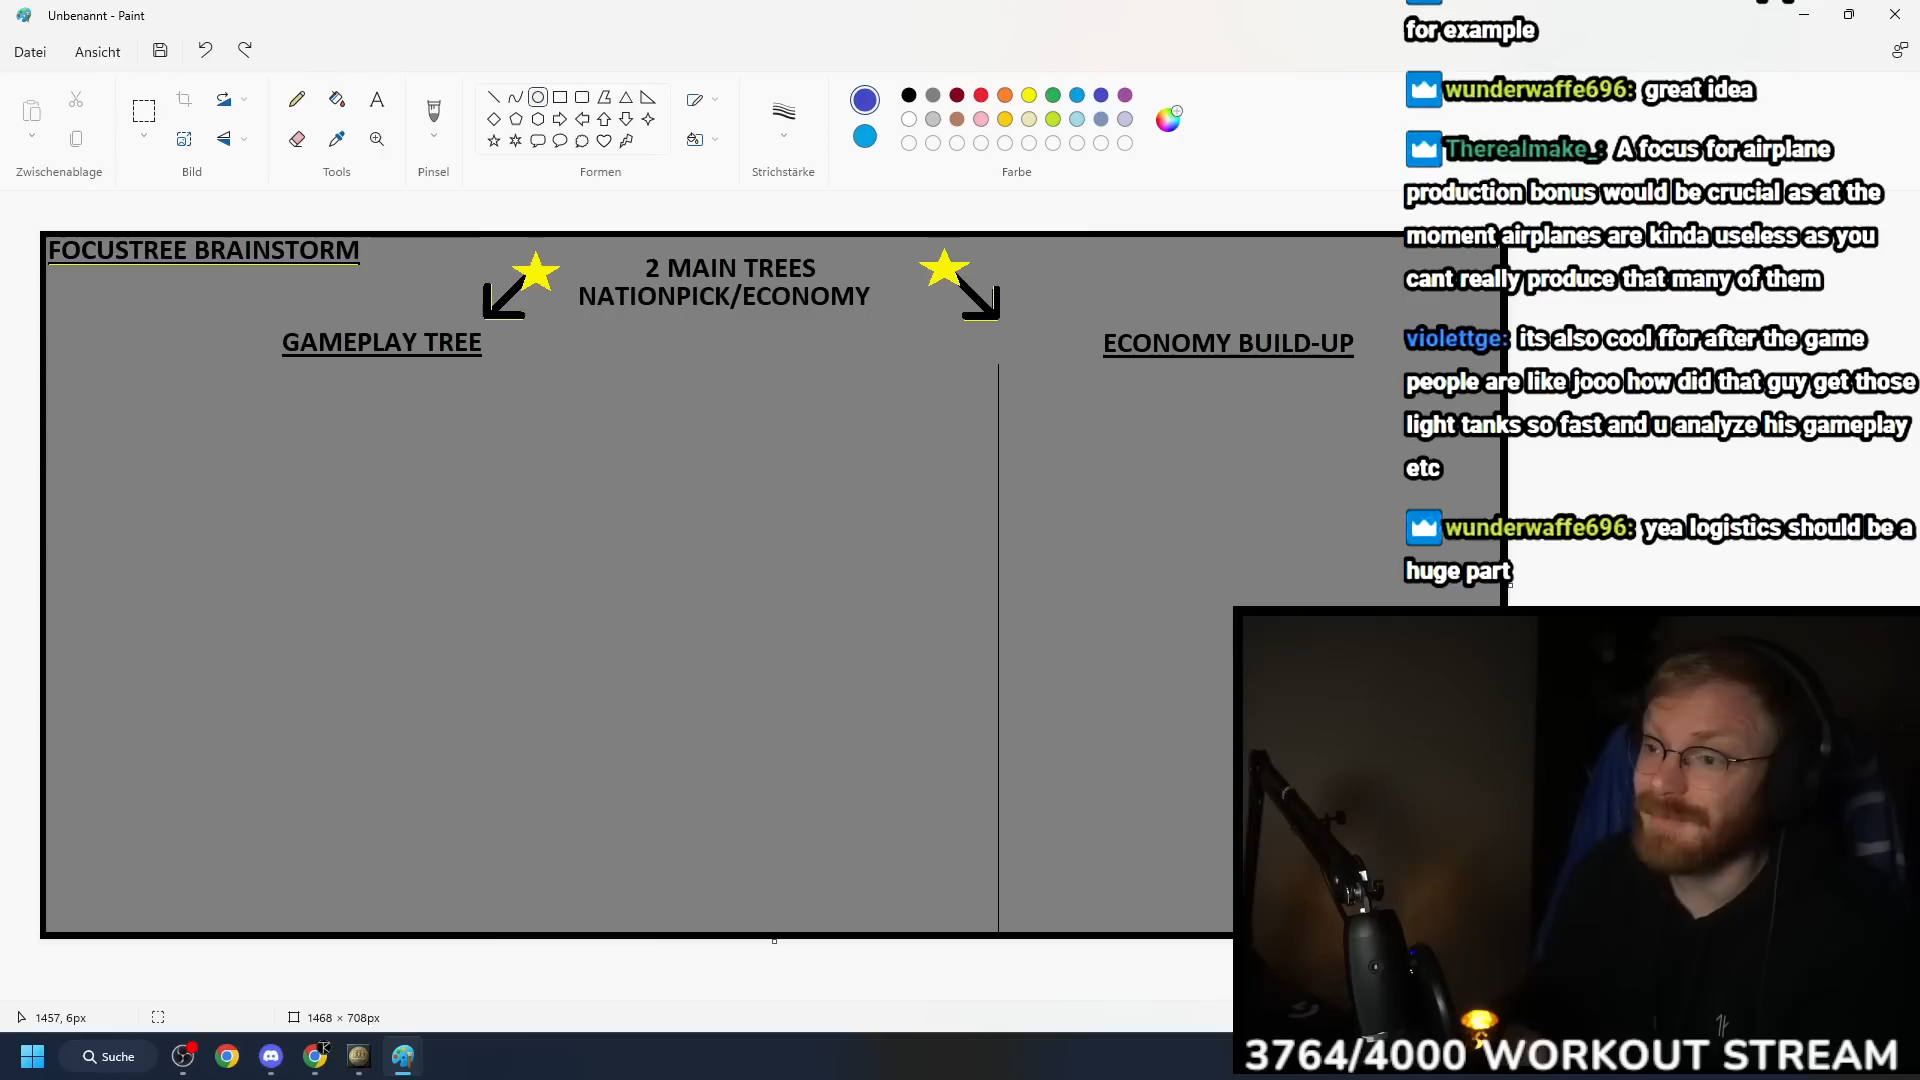 Unbenannt - Paint
Datei
Ansicht
Zwischenablage
Bild
Tools
Pinsel
Formen
Strichstärke
Farbe
FOCUSTREE BRAINSTORM
2 MAIN TREES
NATIONPICK/ECONOMY
GAMEPLAY TREE
ECONOMY BUILD-UP
for example
wunderwaffe696: great idea
Therealmake_: A focus for airplane
production bonus would be crucial as at the
moment airplanes are kinda useless as you
cant really produce that many of them
violettge: its also cool ffor after the game
people are like jooo how did that guy get those
light tanks so fast and u analyze his gameplay
etc
wunderwaffe696: yea logistics should be a
huge part
1457, 6px
1468 × 708px
Suche
3764/4000 WORKOUT STREAM